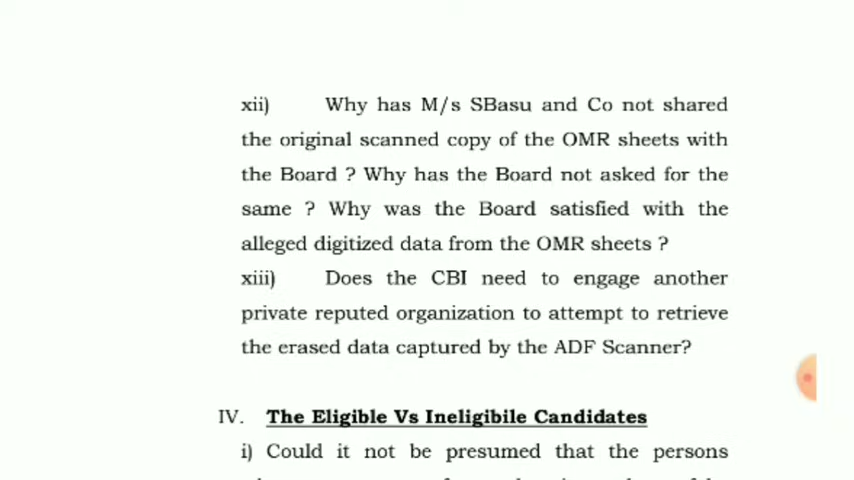 xii) Why has M/s SBasu and Co not shared
the original scanned copy of the OMR sheets with
the Board ? Why has the Board not asked for the
same ? Why was the Board satisfied with the
alleged digitized data from the OMR sheets ?
xiii) Does the CBI need to engage another
private reputed organization to attempt to retrieve
the erased data captured by the ADF Scanner?
IV. The Eligible Vs Ineligibile Candidates
i) Could it not be presumed that the persons